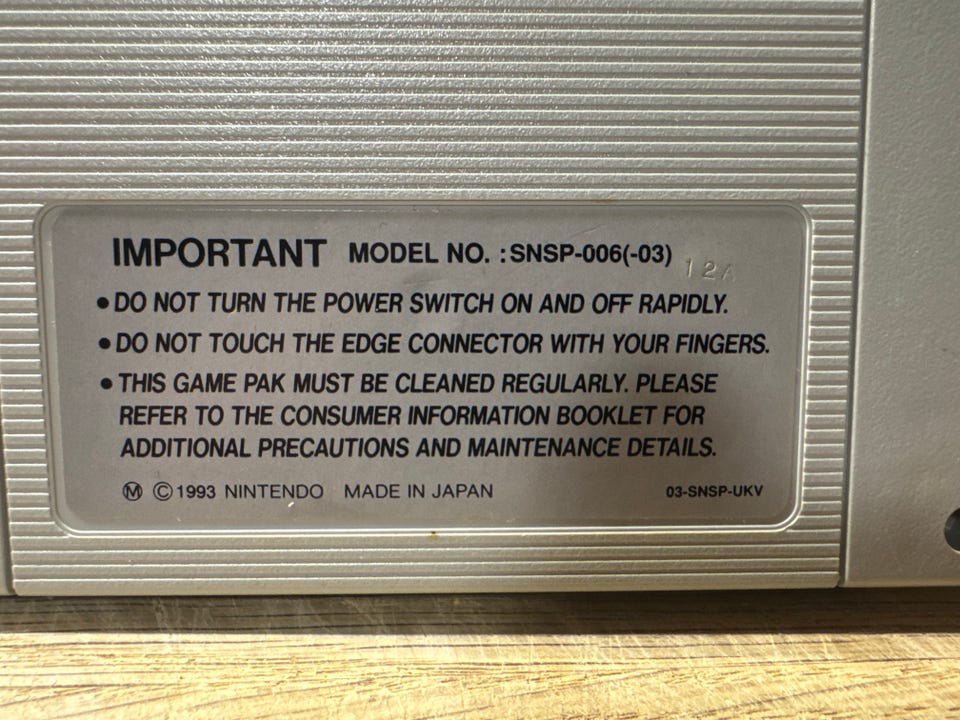 IMPORTANT MODEL NO. : SNSP-006(-03)
12A
● DO NOT TURN THE POWER SWITCH ON AND OFF RAPIDLY.
● DO NOT TOUCH THE EDGE CONNECTOR WITH YOUR FINGERS.
● THIS GAME PAK MUST BE CLEANED REGULARLY. PLEASE
REFER TO THE CONSUMER INFORMATION BOOKLET FOR
ADDITIONAL PRECAUTIONS AND MAINTENANCE DETAILS.
Ⓜ © 1993 NINTENDO MADE IN JAPAN 03-SNSP-UKV